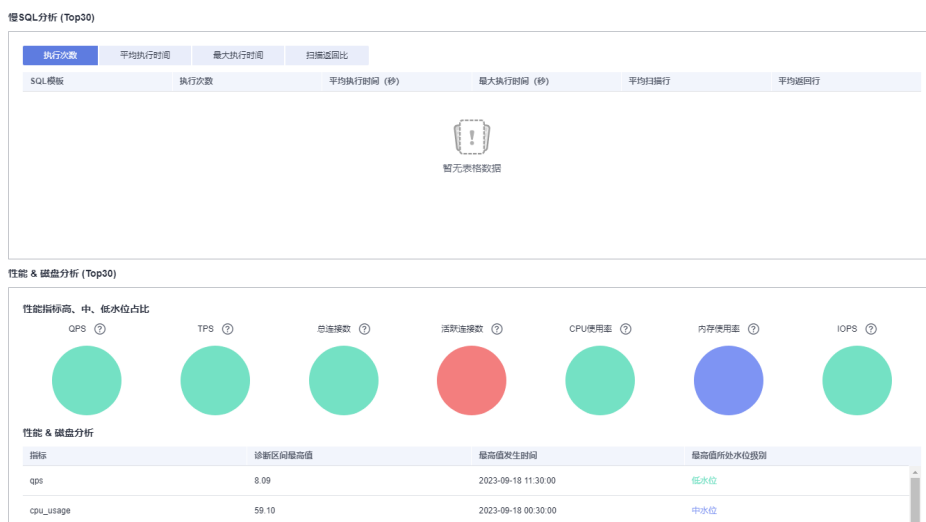 慢SQL分析 (Top30)
执行次数 平均执行时间 最大执行时间 扫描返回比
SQL模板 执行次数 平均执行时间（秒） 最大执行时间（秒） 平均扫描行 平均返回行
暂无表格数据
性能 & 磁盘分析 (Top30)
性能指标高、中、低水位占比
QPS ? TPS ? 总连接数 ? 活跃连接数 ? CPU使用率 ? 内存使用率 ? IOPS ?
性能 & 磁盘分析
指标 诊断区间最高值 最高值发生时间 最高值所处水位级别
qps 8.09 2023-09-18 11:30:00 低水位
cpu_usage 59.10 2023-09-18 00:30:00 中水位